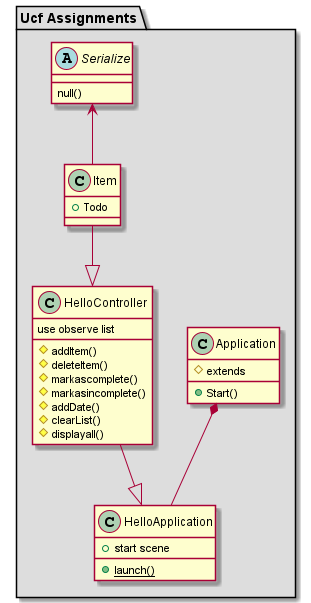 Ucf Assignments
A Serialize
null()
C Item
Todo
C HelloController
use observe list
addItem()
deleteItem()
markascomplete()
markasincomplete()
addDate()
clearList()
displayall()
C Application
extends
Start()
C HelloApplication
start scene
launch()